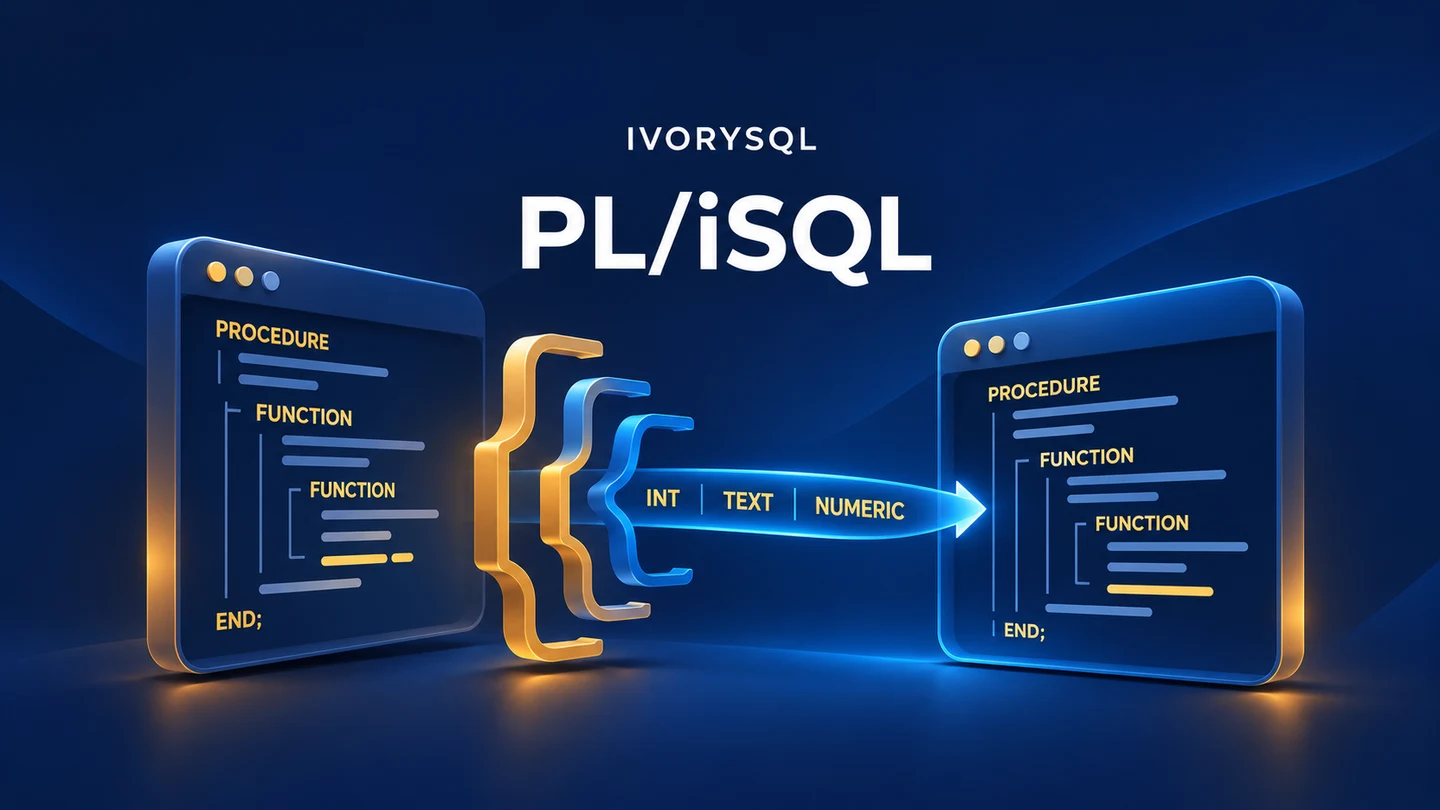 IVORYSQL
PL/iSQL
PROCEDURE
FUNCTION
FUNCTION
END;
INT | TEXT | NUMERIC
PROCEDURE
FUNCTION
FUNCTION
END;